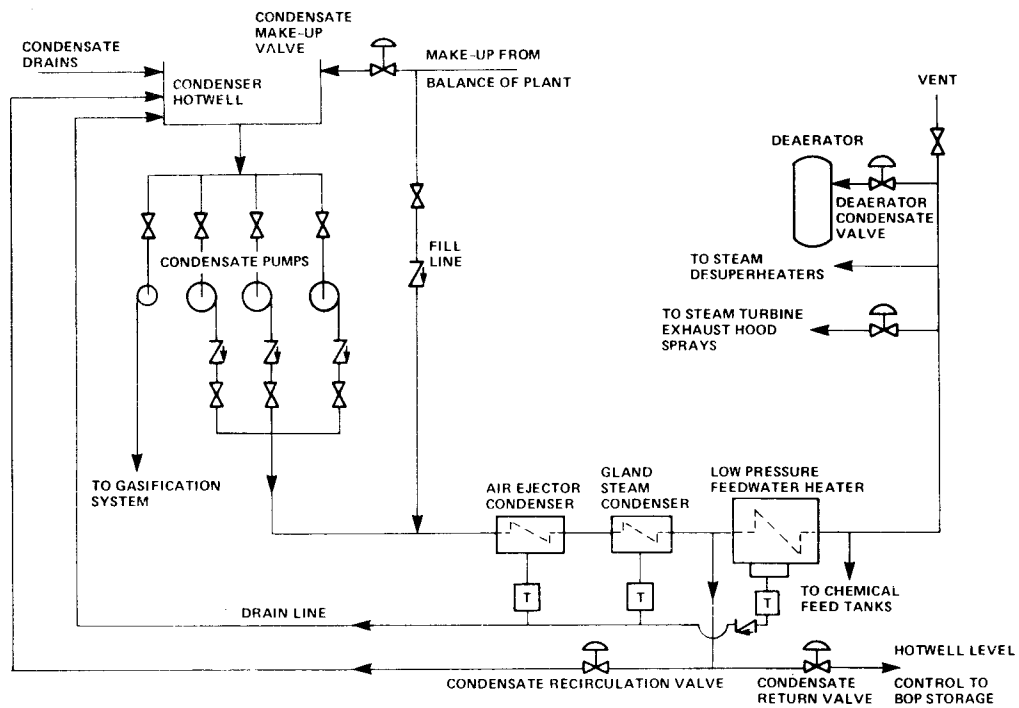 CONDENSATE
MAKE-UP
VALVE
CONDENSATE
DRAINS
CONDENSER
HOTWELL
MAKE-UP FROM
BALANCE OF PLANT
VENT
DEAERATOR
DEAERATOR
CONDENSATE
VALVE
CONDENSATE PUMPS
FILL
LINE
TO STEAM
DESUPERHEATERS
TO STEAM TURBINE
EXHAUST HOOD
SPRAYS
TO GASIFICATION
SYSTEM
AIR EJECTOR
CONDENSER
GLAND
STEAM
CONDENSER
LOW PRESSURE
FEEDWATER HEATER
T
T
T
TO CHEMICAL
FEED TANKS
DRAIN LINE
CONDENSATE RECIRCULATION VALVE
CONDENSATE
RETURN VALVE
HOTWELL LEVEL
CONTROL TO
BOP STORAGE